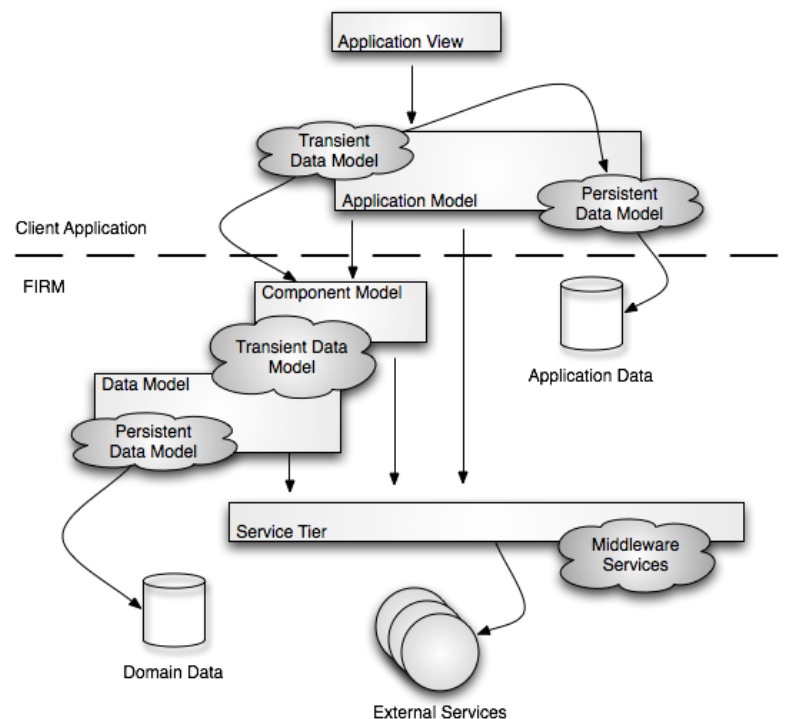 Application View
Transient
Data Model
Application Model
Persistent
Data Model
Client Application
FIRM
Component Model
Transient Data
Model
Application Data
Data Model
Persistent
Data Model
Service Tier
Middleware
Services
Domain Data
External Services